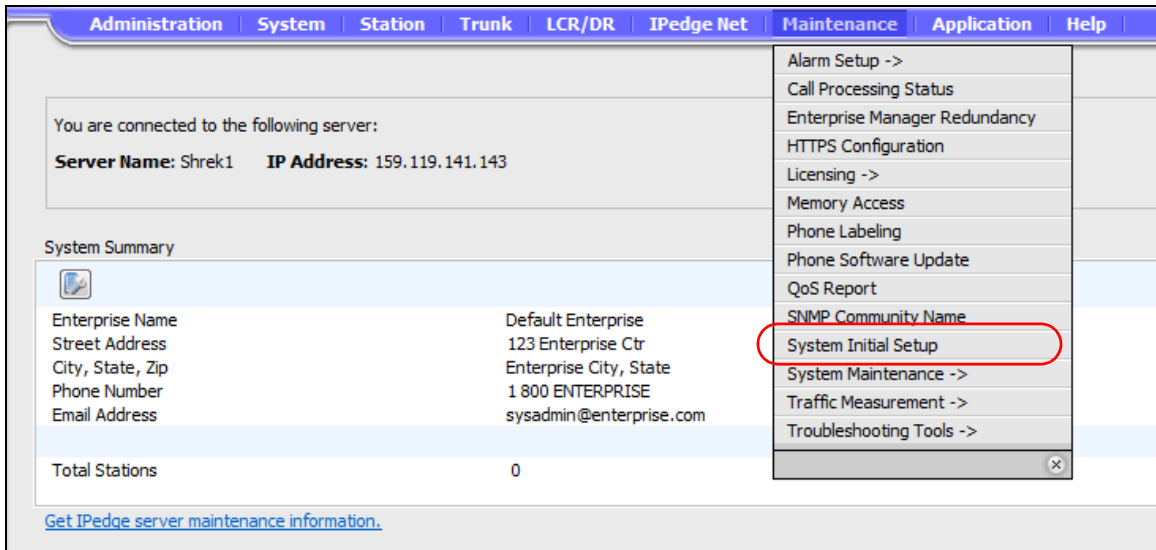 Administration System Station Trunk LCR/DR IPedge Net Maintenance Application Help
Alarm Setup ->
Call Processing Status
Enterprise Manager Redundancy
HTTPS Configuration
Licensing ->
Memory Access
Phone Labeling
Phone Software Update
QoS Report
SNMP Community Name
System Initial Setup
System Maintenance ->
Traffic Measurement ->
Troubleshooting Tools ->
You are connected to the following server:
Server Name: Shrek1 IP Address: 159.119.141.143
System Summary
Enterprise Name Default Enterprise
Street Address 123 Enterprise Ctr
City, State, Zip Enterprise City, State
Phone Number 1 800 ENTERPRISE
Email Address sysadmin@enterprise.com
Total Stations 0
Get IPedge server maintenance information.